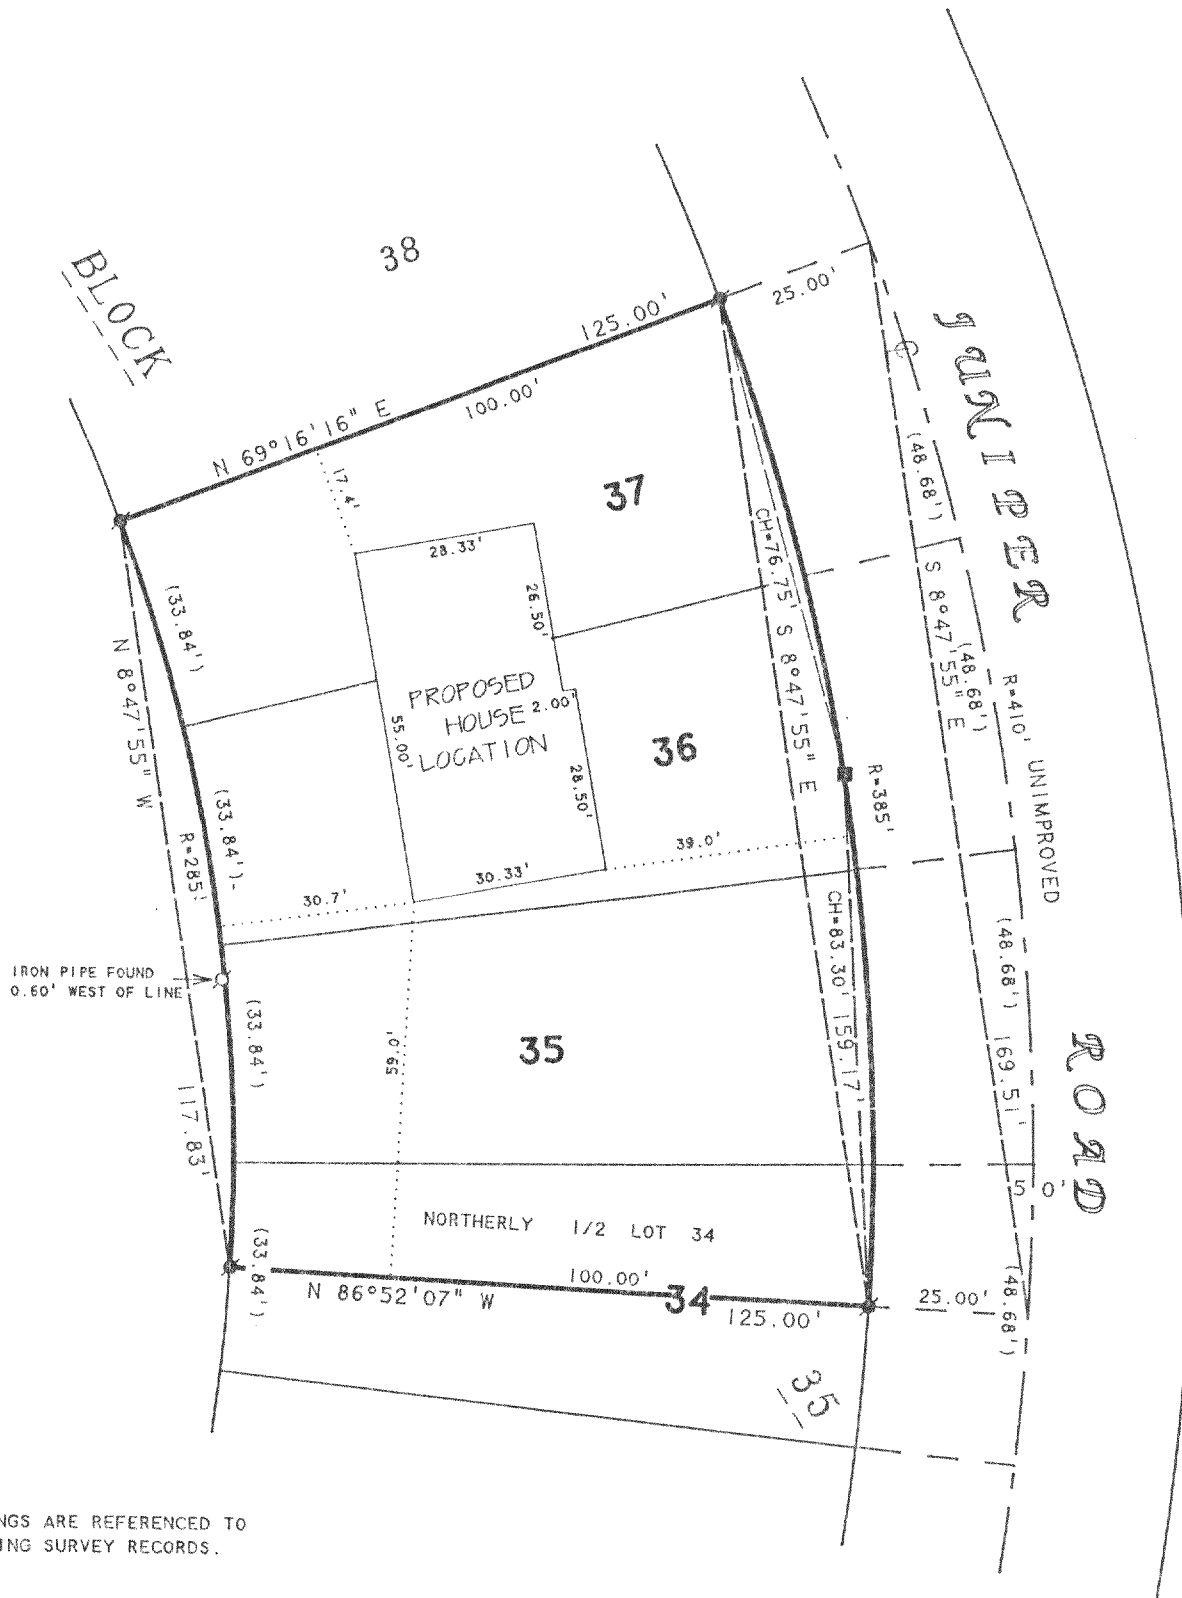 38
BLOCK
25.00'
125.00'
100.00'
N 69°16'16" E
JUNIPER
17.4'
37
(48.68')
28.33'
CH=76.75'
26.50'
S 8°47'55" E
(33.84')
S 8°47'55" E
(48.68')
N 8°47'55" W
PROPOSED
HOUSE
LOCATION
2.00'
55.00'
36
R=410'
UNIMPROVED
28.50'
R=385'
(33.84')
R=285'
39.0'
30.33'
30.7'
CH=83.30'
(48.68')
IRON PIPE FOUND
0.60' WEST OF LINE
(33.84')
59.0'
35
159.17'
169.51'
ROAD
117.83'
50'
NORTHERLY 1/2 LOT 34
(33.84')
100.00'
34
N 86°52'07" W
125.00'
25.00'
(48.68')
35
NGS ARE REFERENCED TO
ING SURVEY RECORDS.